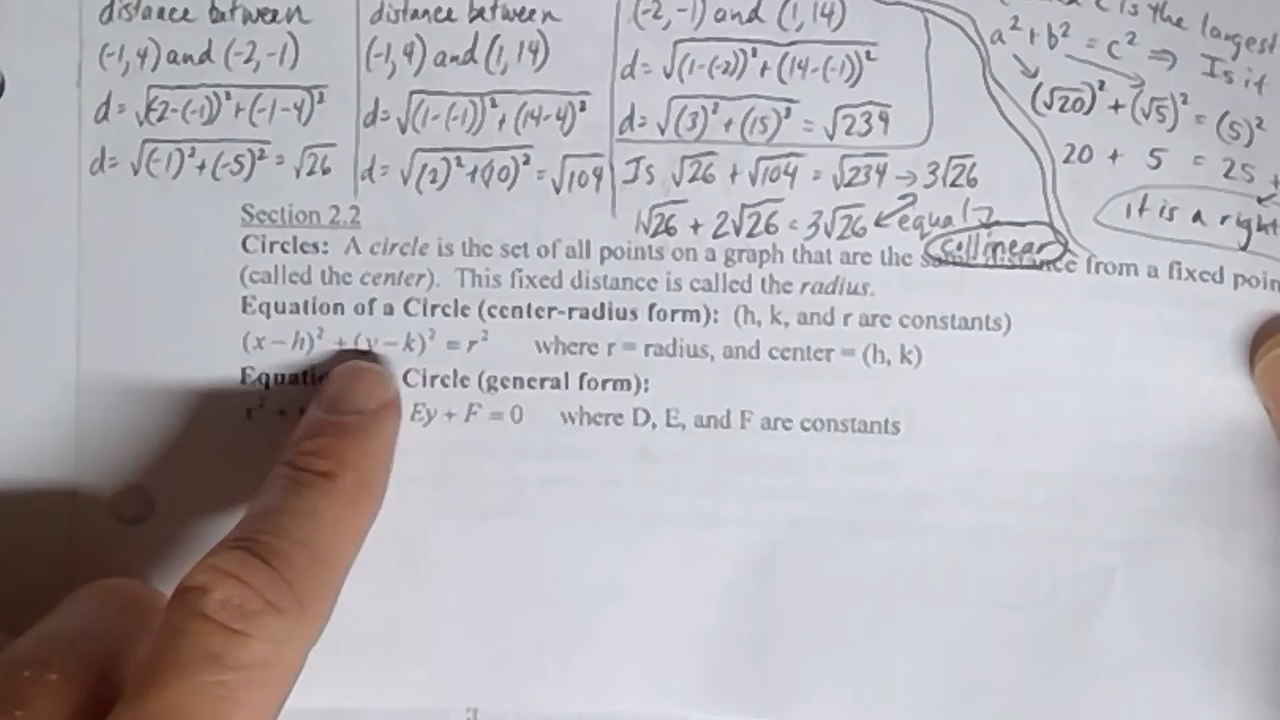 distance between
(-1,4) and (-2,-1)
d=√(-2-(-1))²+(-1-4)²
d=√(-1)²+(-5)² = √26
distance between
(-1,4) and (1,14)
d=√(1-(-1))²+(14-4)²
d=√(2)²+(10)² = √104
(-2,-1) and (1,14)
d=√(1-(-2))²+(14-(-1))²
d=√(3)²+(15)² = √234
Is √26 + √104 = √234 → 3√26
1√26 + 2√26 = 3√26 ← equal?
collinear
c is the largest
a²+b² = c² ⇒ Is it
(√20)²+(√5)² = (5)²
20 + 5 = 25
it is a right
Section 2.2
Circles: A circle is the set of all points on a graph that are the distance from a fixed
(called the center). This fixed distance is called the radius.
Equation of a Circle (center-radius form): (h, k, and r are constants)
(x−h)² +(y−k)² = r² where r = radius, and center = (h, k)
Circle (general form):
Ey + F = 0 where D, E, and F are constants
3